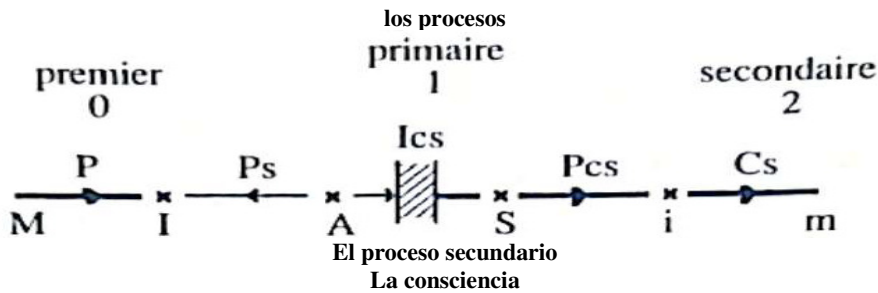 los procesos
premier primaire secondaire
0 1 2
Ics
P Ps Pcs Cs
M I A S i m
El proceso secundario
La consciencia